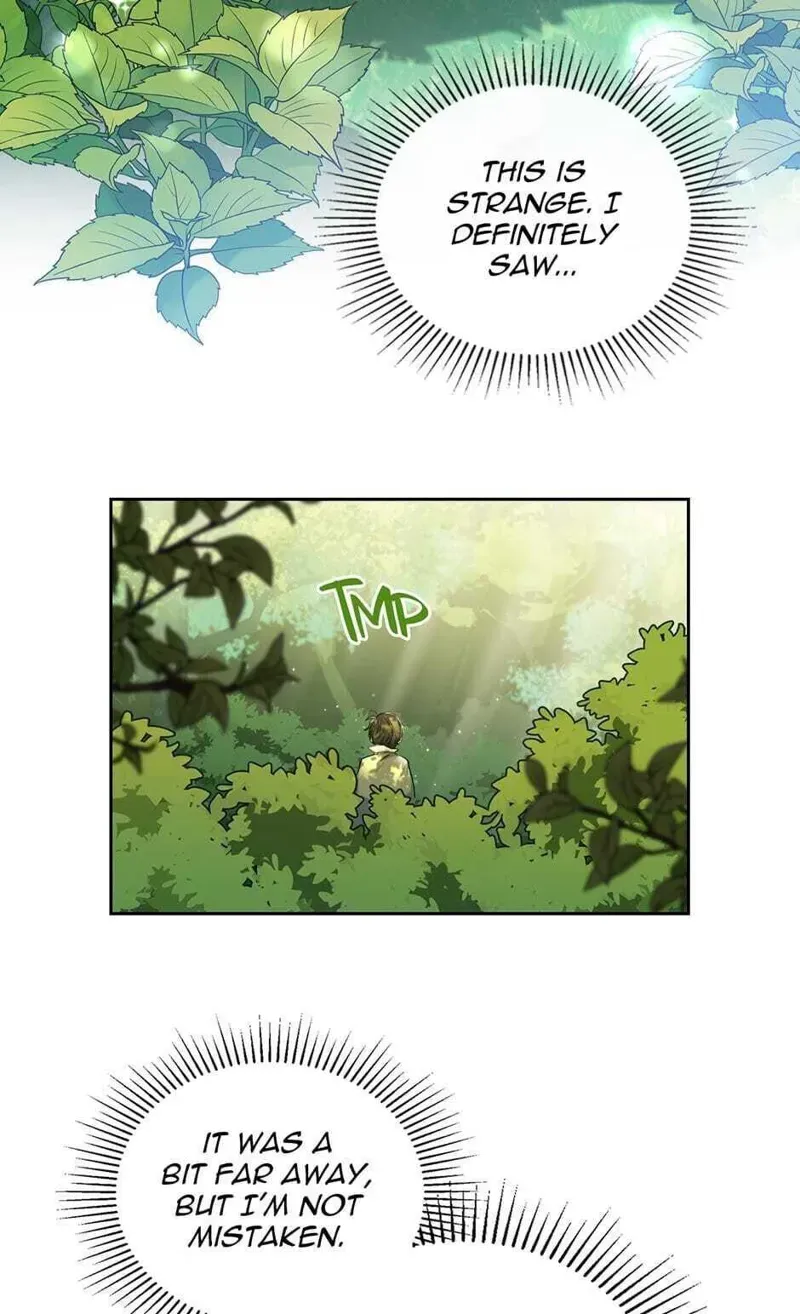 THIS IS
STRANGE. I
DEFINITELY
SAW...
TMP
IT WAS A
BIT FAR AWAY,
BUT I'M NOT
MISTAKEN.